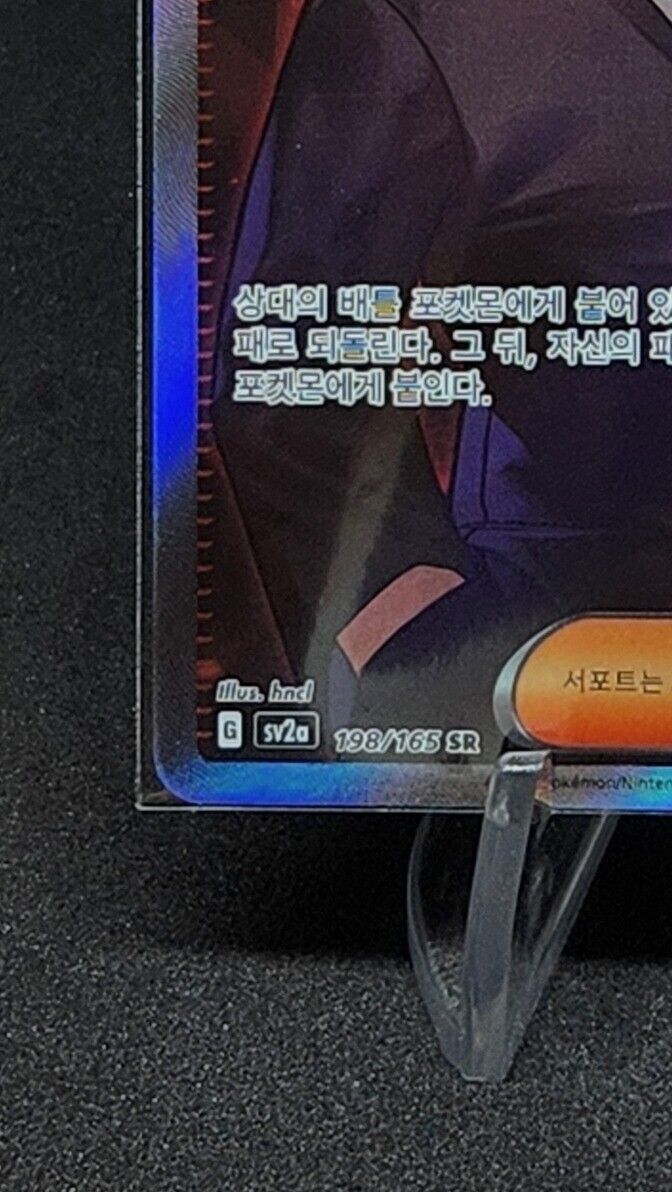 상대의 배틀 포켓몬에게 붙어
패로 되돌린다. 그 뒤, 자신의
포켓몬에게 붙인다.
서포트는
Illus. hncl
G sv2a 198/165 SR
okémon/Ninten